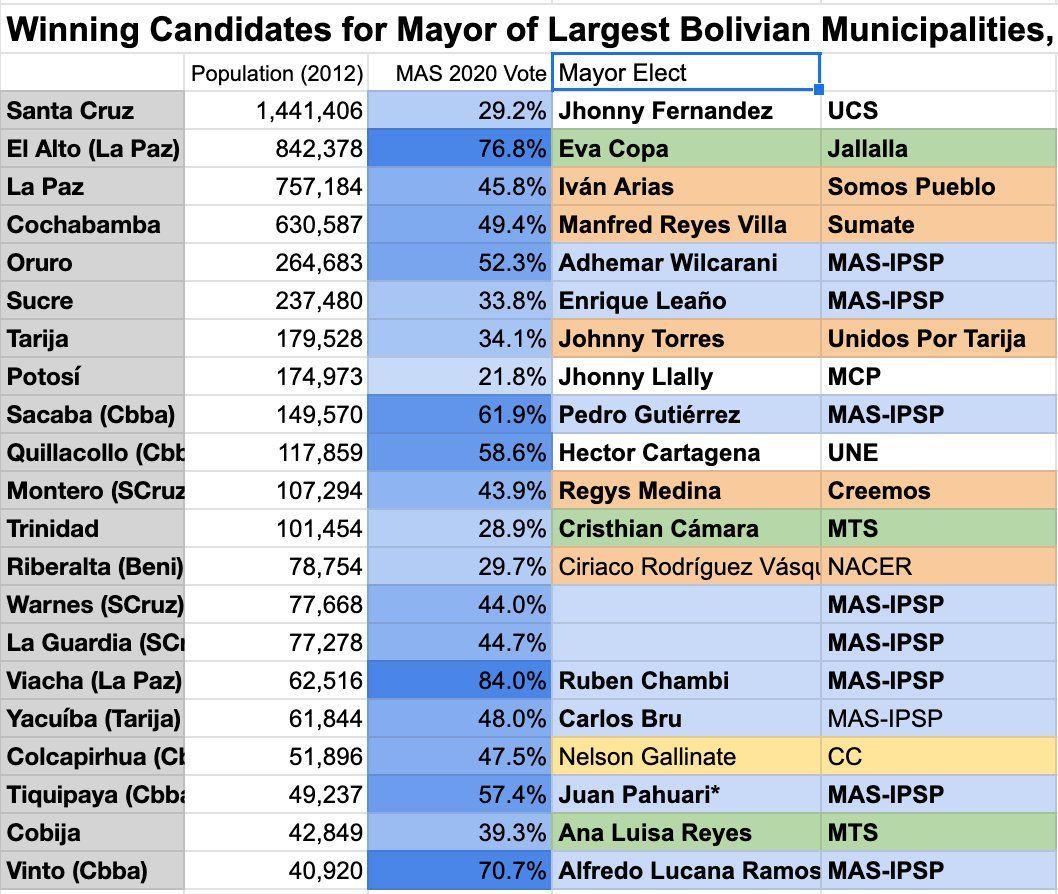 Winning Candidates for Mayor of Largest Bolivian Municipalities,
Population (2012) MAS 2020 Vote Mayor Elect
Santa Cruz 1,441,406 29.2% Jhonny Fernandez UCS
El Alto (La Paz) 842,378 76.8% Eva Copa Jallalla
La Paz 757,184 45.8% Iván Arias Somos Pueblo
Cochabamba 630,587 49.4% Manfred Reyes Villa Sumate
Oruro 264,683 52.3% Adhemar Wilcarani MAS-IPSP
Sucre 237,480 33.8% Enrique Leaño MAS-IPSP
Tarija 179,528 34.1% Johnny Torres Unidos Por Tarija
Potosí 174,973 21.8% Jhonny Llally MCP
Sacaba (Cbba) 149,570 61.9% Pedro Gutiérrez MAS-IPSP
Quillacollo (Cbb 117,859 58.6% Hector Cartagena UNE
Montero (SCruz 107,294 43.9% Regys Medina Creemos
Trinidad 101,454 28.9% Cristhian Cámara MTS
Riberalta (Beni) 78,754 29.7% Ciriaco Rodríguez Vásqu NACER
Warnes (SCruz) 77,668 44.0% MAS-IPSP
La Guardia (SCr 77,278 44.7% MAS-IPSP
Viacha (La Paz) 62,516 84.0% Ruben Chambi MAS-IPSP
Yacuíba (Tarija) 61,844 48.0% Carlos Bru MAS-IPSP
Colcapirhua (Cb 51,896 47.5% Nelson Gallinate CC
Tiquipaya (Cbba 49,237 57.4% Juan Pahuari* MAS-IPSP
Cobija 42,849 39.3% Ana Luisa Reyes MTS
Vinto (Cbba) 40,920 70.7% Alfredo Lucana Ramos MAS-IPSP